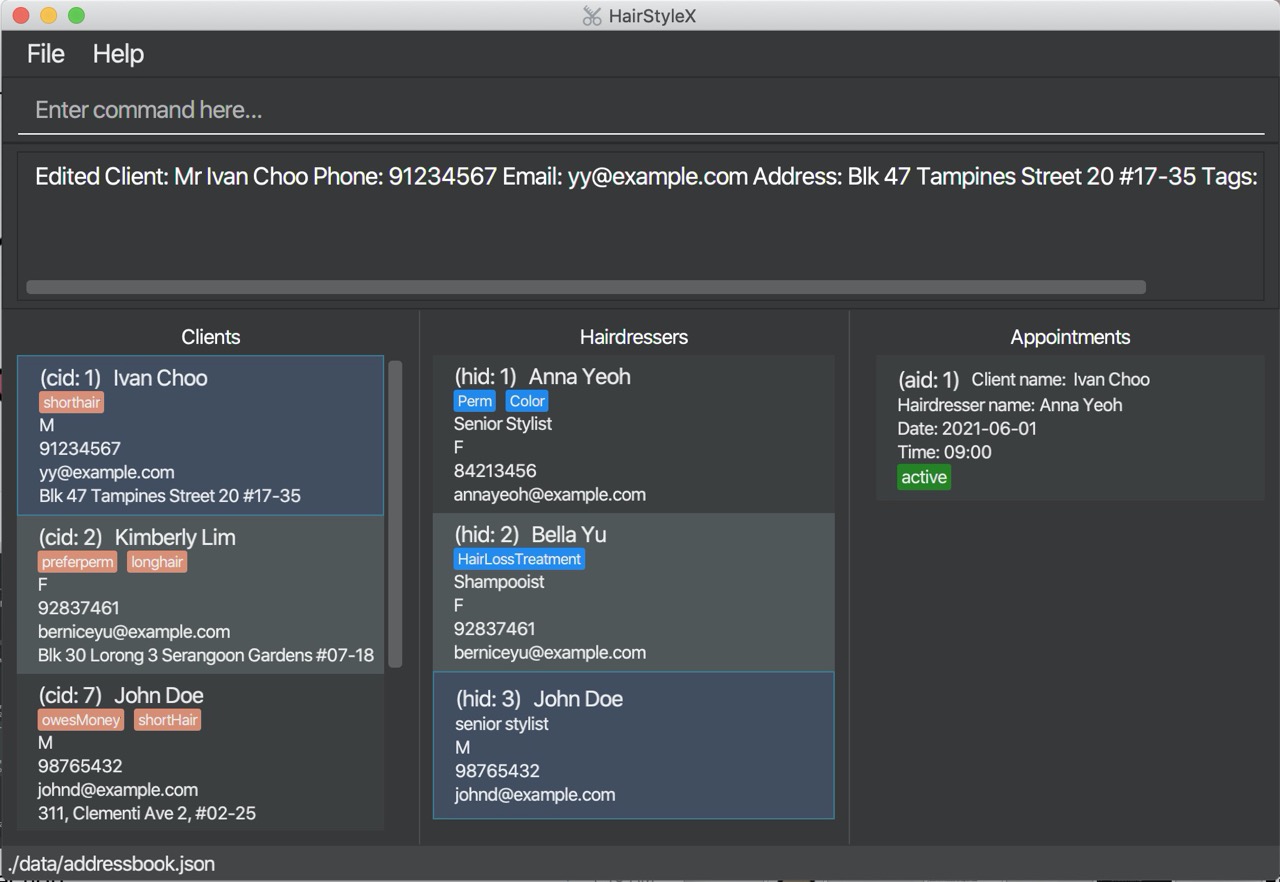 HairStyleX
File Help
Enter command here...
Edited Client: Mr Ivan Choo Phone: 91234567 Email: yy@example.com Address: Blk 47 Tampines Street 20 #17-35 Tags:
Clients
(cid: 1) Ivan Choo
shorthair
M
91234567
yy@example.com
Blk 47 Tampines Street 20 #17-35
(cid: 2) Kimberly Lim
preferperm longhair
F
92837461
berniceyu@example.com
Blk 30 Lorong 3 Serangoon Gardens #07-18
(cid: 7) John Doe
owesMoney shortHair
M
98765432
johnd@example.com
311, Clementi Ave 2, #02-25
Hairdressers
(hid: 1) Anna Yeoh
Perm Color
Senior Stylist
F
84213456
annayeoh@example.com
(hid: 2) Bella Yu
HairLossTreatment
Shampooist
F
92837461
berniceyu@example.com
(hid: 3) John Doe
senior stylist
M
98765432
johnd@example.com
Appointments
(aid: 1) Client name: Ivan Choo
Hairdresser name: Anna Yeoh
Date: 2021-06-01
Time: 09:00
active
./data/addressbook.json